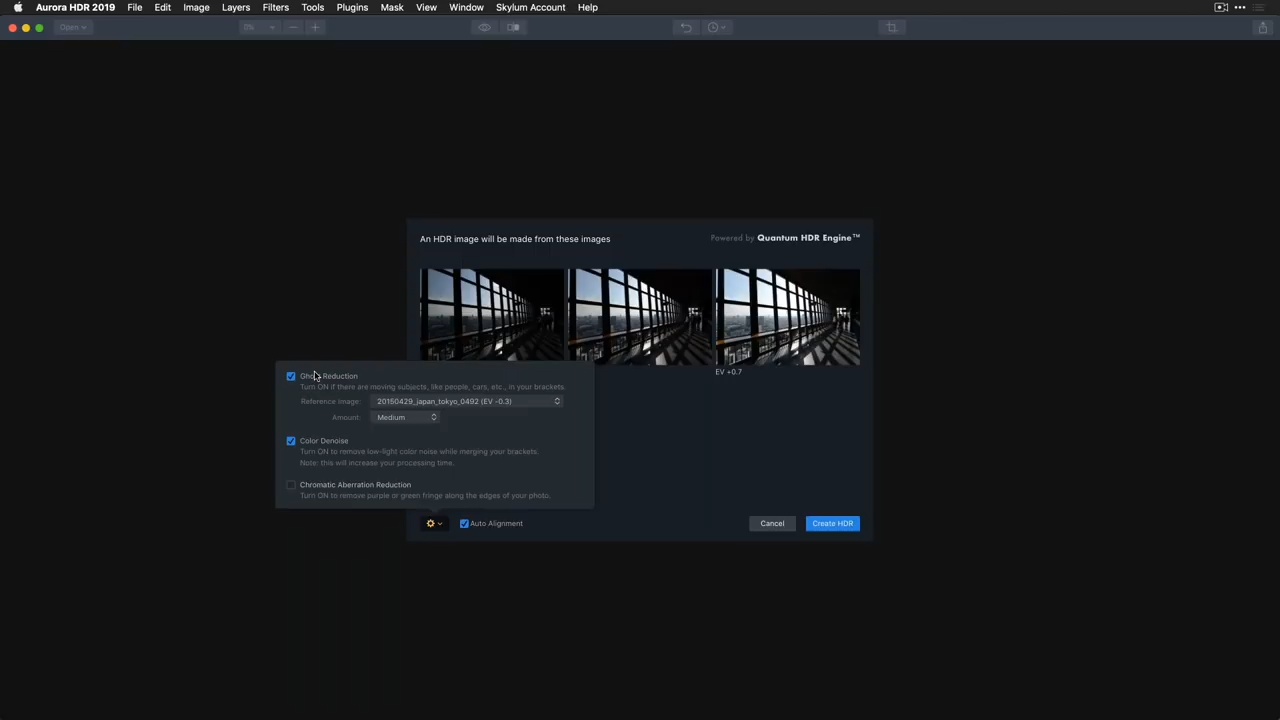 Aurora HDR 2019 File Edit Image Layers Filters Tools Plugins Mask View Window Skylum Account Help
Open
An HDR image will be made from these images
Powered by Quantum HDR Engine™
EV +0.7
Ghost Reduction
Turn ON if there are moving subjects, like people, cars, etc., in your brackets.
Reference Image: 20150429_japan_tokyo_0492 (EV -0.3)
Amount: Medium
Color Denoise
Turn ON to remove low-light color noise while merging your brackets.
Note: this will increase your processing time.
Chromatic Aberration Reduction
Turn ON to remove purple or green fringe along the edges of your photo.
Auto Alignment
Cancel
Create HDR